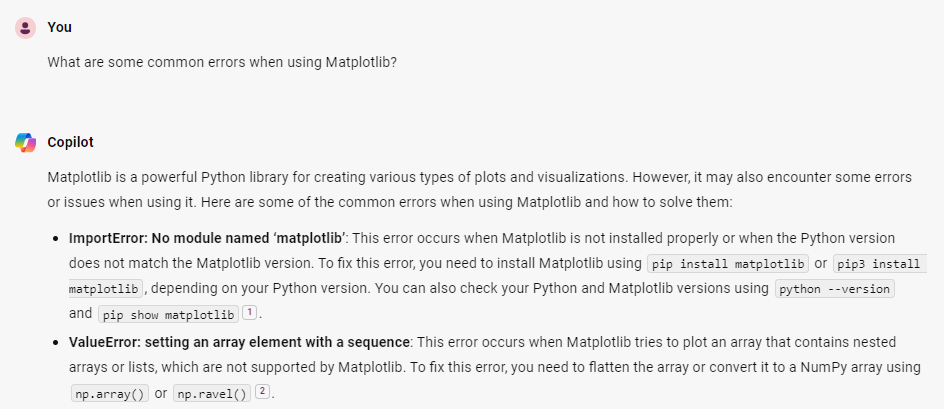 You
What are some common errors when using Matplotlib?
Copilot
Matplotlib is a powerful Python library for creating various types of plots and visualizations. However, it may also encounter some errors
or issues when using it. Here are some of the common errors when using Matplotlib and how to solve them:
• ImportError: No module named ‘matplotlib’: This error occurs when Matplotlib is not installed properly or when the Python version
does not match the Matplotlib version. To fix this error, you need to install Matplotlib using pip install matplotlib or pip3 install
matplotlib, depending on your Python version. You can also check your Python and Matplotlib versions using python --version
and pip show matplotlib 1.
• ValueError: setting an array element with a sequence: This error occurs when Matplotlib tries to plot an array that contains nested
arrays or lists, which are not supported by Matplotlib. To fix this error, you need to flatten the array or convert it to a NumPy array using
np.array() or np.ravel() 2.